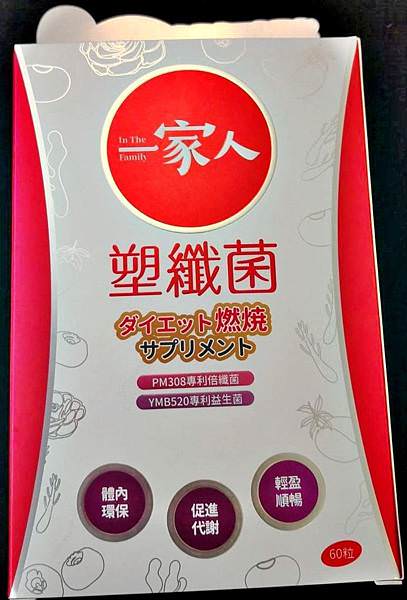 In The
Family
一家人
塑纖菌
ダイエット燃焼
サプリメント
PM308專利倍纖菌
YMB520專利益生菌
體內
環保
促進
代謝
輕盈
順暢
60粒